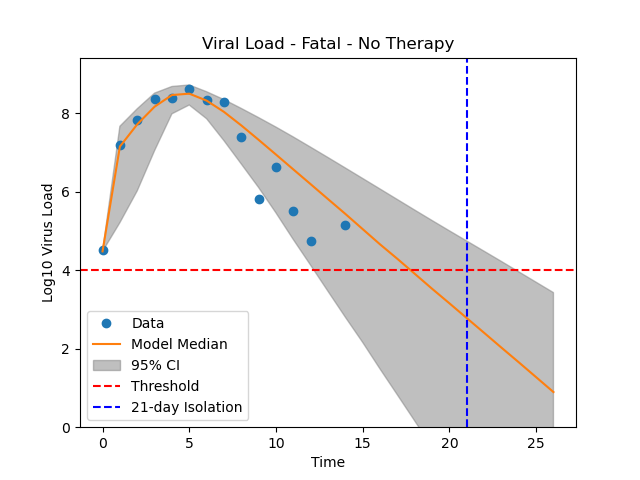 Viral Load - Fatal - No Therapy
Log10 Virus Load
8
6
4
2
0
Data
Model Median
95% CI
Threshold
21-day Isolation
0 5 10 15 20 25
Time